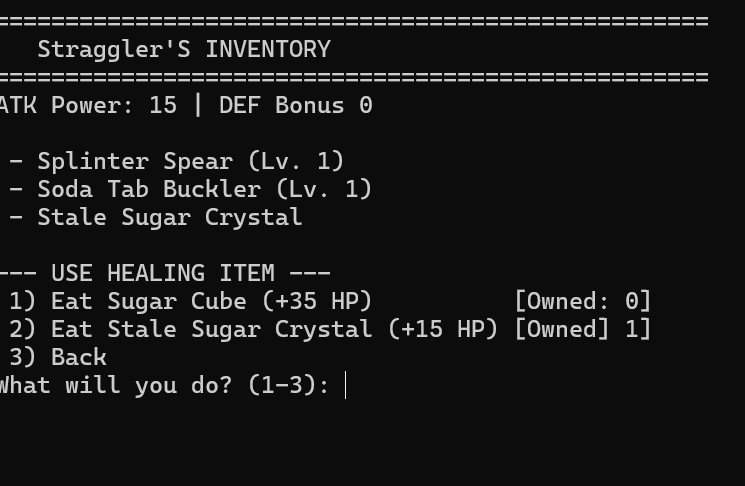 ==================================================
Straggler'S INVENTORY
==================================================
ATK Power: 15 | DEF Bonus 0
- Splinter Spear (Lv. 1)
- Soda Tab Buckler (Lv. 1)
- Stale Sugar Crystal
--- USE HEALING ITEM ---
1) Eat Sugar Cube (+35 HP) [Owned: 0]
2) Eat Stale Sugar Crystal (+15 HP) [Owned] 1]
3) Back
What will you do? (1-3):